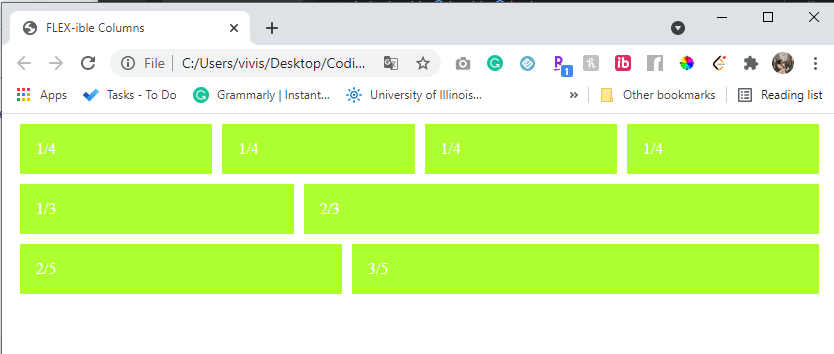 FLEX-ible Columns
File C:/Users/vivis/Desktop/Codi...
1
Apps Tasks - To Do Grammarly | Instant... University of Illinois... » Other bookmarks Reading list
1/4 1/4 1/4 1/4
1/3 2/3
2/5 3/5